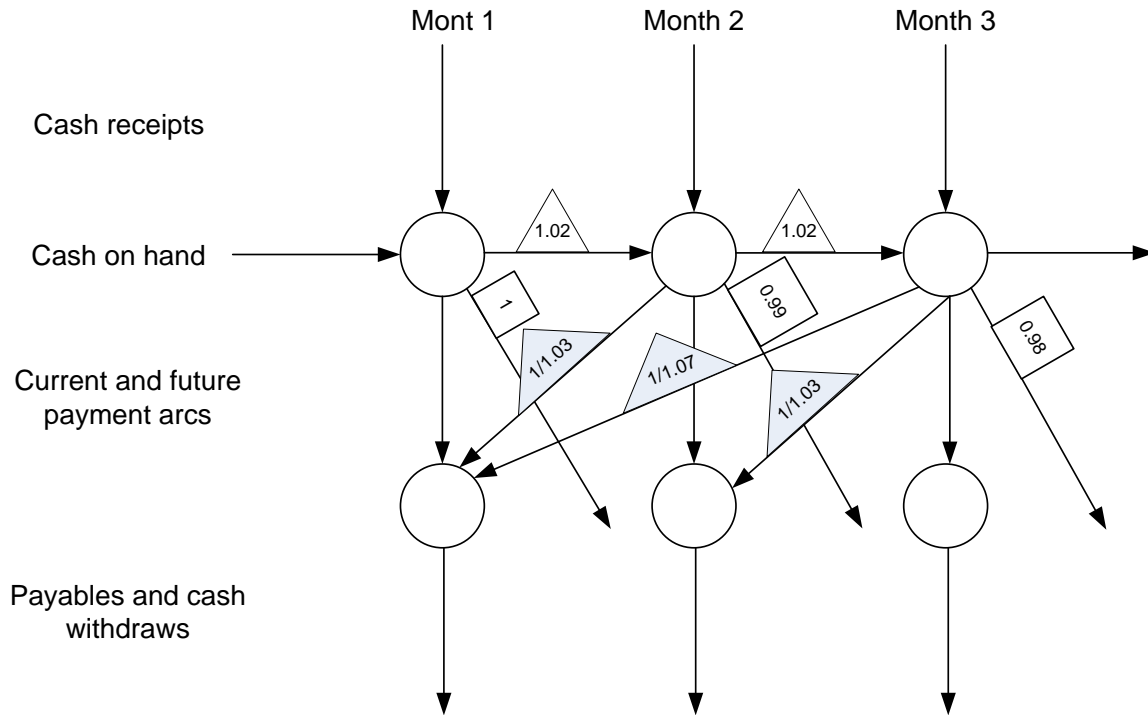 Mont 1
Month 2
Month 3
Cash receipts
Cash on hand
1.02
1.02
1
0.99
0.98
1/1.03
1/1.07
1/1.03
Current and future
payment arcs
Payables and cash
withdraws